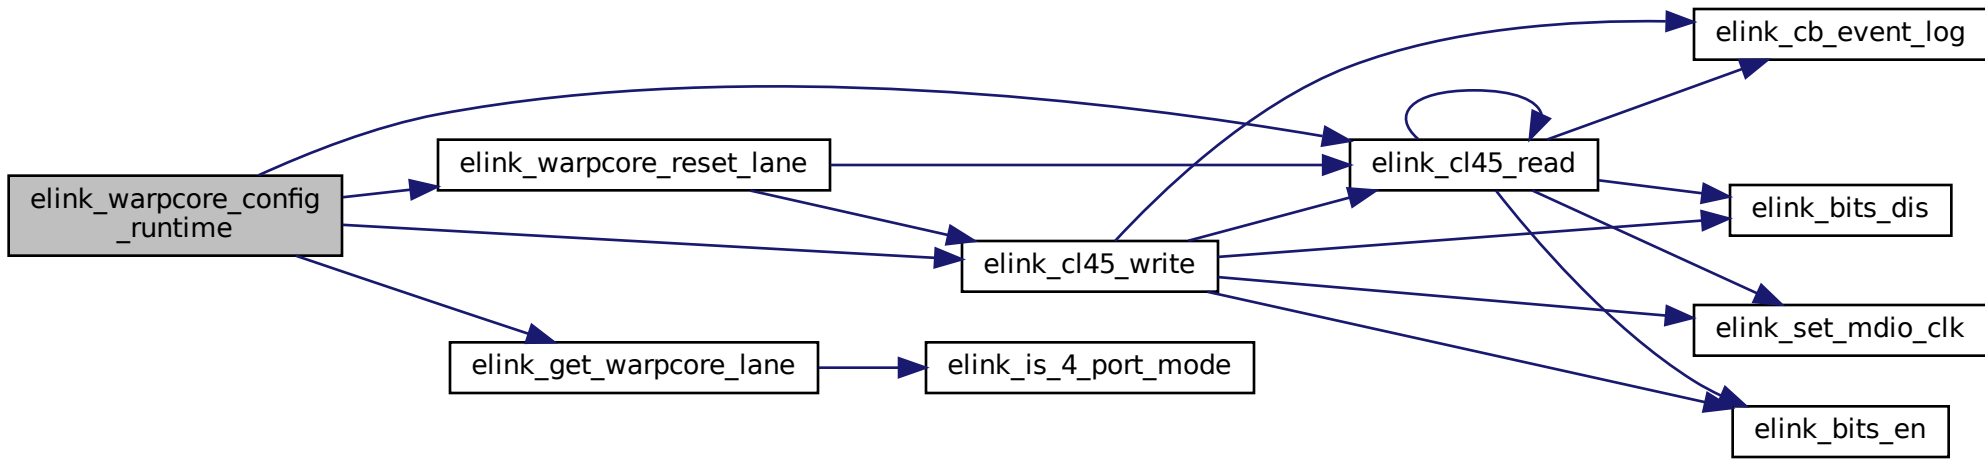 elink_warpcore_config
_runtime
elink_warpcore_reset_lane
elink_get_warpcore_lane
elink_cl45_write
elink_is_4_port_mode
elink_cl45_read
elink_cb_event_log
elink_bits_dis
elink_set_mdio_clk
elink_bits_en